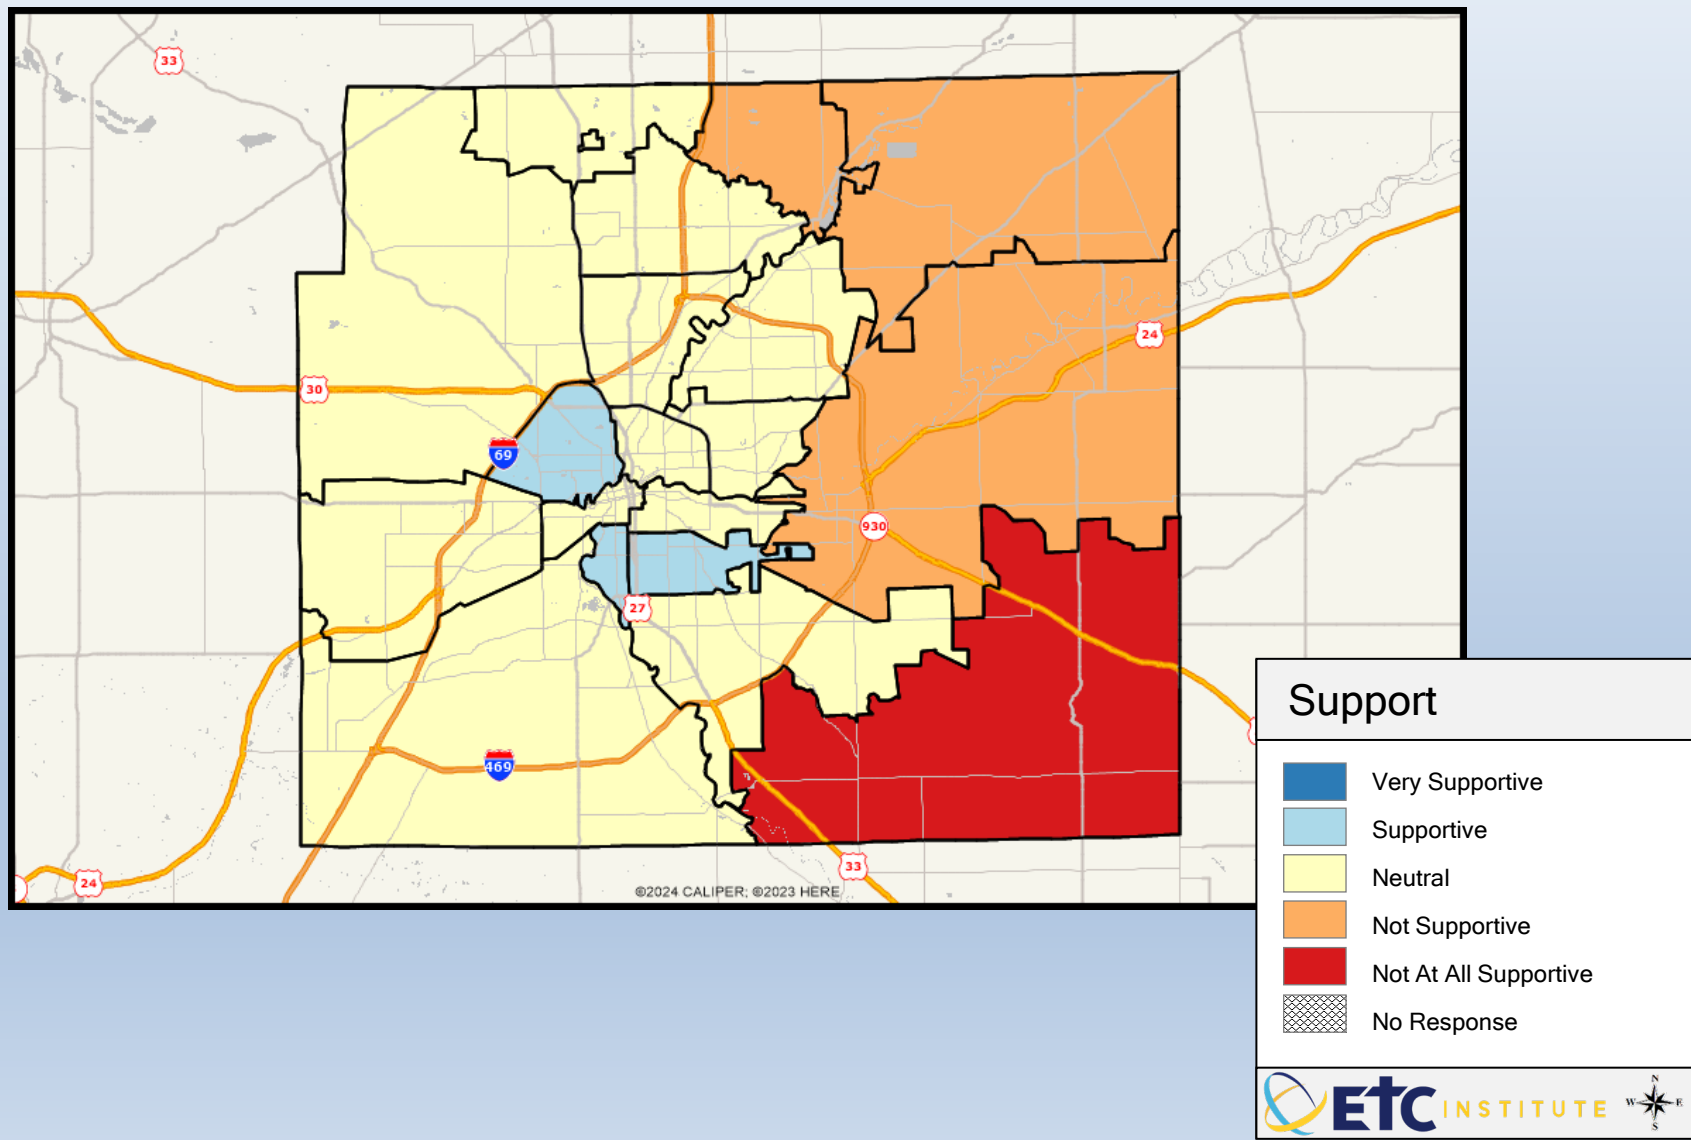 33
30
69
24
930
27
469
24
33
©2024 CALIPER; ©2023 HERE
Support
Very Supportive
Supportive
Neutral
Not Supportive
Not At All Supportive
No Response
ETC INSTITUTE
N
W E
S